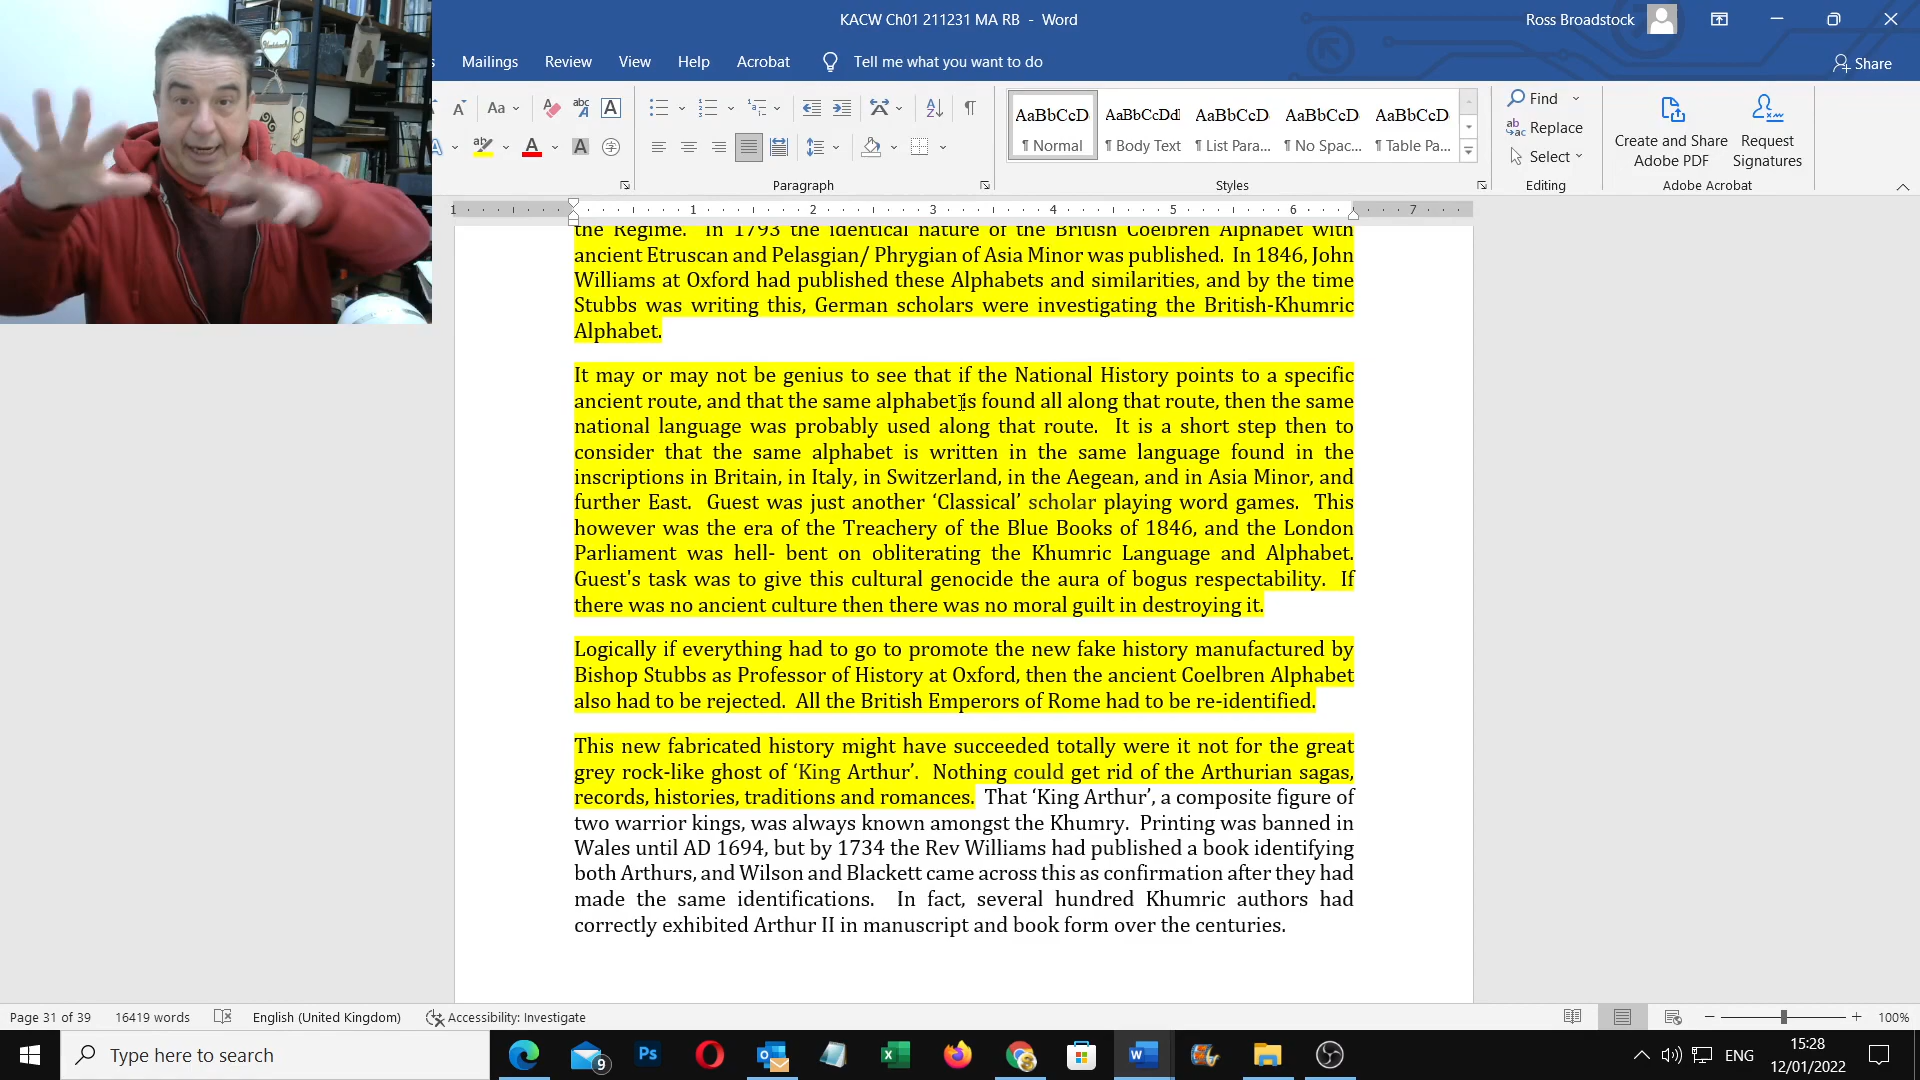 KACW Ch01 211231 MA RB - Word
Ross Broadstock
Mailings Review View Help Acrobat Tell me what you want to do
Share
Aa
abc A
A
AaBbCcD AaBbCcDd AaBbCcD AaBbCcD AaBbCcD
¶ Normal ¶ Body Text ¶ List Para... ¶ No Spac... ¶ Table Pa...
Find
Replace
Select
Create and Share
Adobe PDF
Request
Signatures
Paragraph
Styles
Editing
Adobe Acrobat
1 1 2 3 4 5 6 7
the Regime. In 1793 the identical nature of the British Coelbren Alphabet with
ancient Etruscan and Pelasgian/ Phrygian of Asia Minor was published. In 1846, John
Williams at Oxford had published these Alphabets and similarities, and by the time
Stubbs was writing this, German scholars were investigating the British-Khumric
Alphabet.
It may or may not be genius to see that if the National History points to a specific
ancient route, and that the same alphabet is found all along that route, then the same
national language was probably used along that route. It is a short step then to
consider that the same alphabet is written in the same language found in the
inscriptions in Britain, in Italy, in Switzerland, in the Aegean, and in Asia Minor, and
further East. Guest was just another ‘Classical’ scholar playing word games. This
however was the era of the Treachery of the Blue Books of 1846, and the London
Parliament was hell- bent on obliterating the Khumric Language and Alphabet.
Guest's task was to give this cultural genocide the aura of bogus respectability. If
there was no ancient culture then there was no moral guilt in destroying it.
Logically if everything had to go to promote the new fake history manufactured by
Bishop Stubbs as Professor of History at Oxford, then the ancient Coelbren Alphabet
also had to be rejected. All the British Emperors of Rome had to be re-identified.
This new fabricated history might have succeeded totally were it not for the great
grey rock-like ghost of ‘King Arthur’. Nothing could get rid of the Arthurian sagas,
records, histories, traditions and romances. That ‘King Arthur’, a composite figure of
two warrior kings, was always known amongst the Khumry. Printing was banned in
Wales until AD 1694, but by 1734 the Rev Williams had published a book identifying
both Arthurs, and Wilson and Blackett came across this as confirmation after they had
made the same identifications. In fact, several hundred Khumric authors had
correctly exhibited Arthur II in manuscript and book form over the centuries.
Page 31 of 39 16419 words English (United Kingdom) Accessibility: Investigate
100%
Type here to search
9
Ps
ENG
15:28
12/01/2022